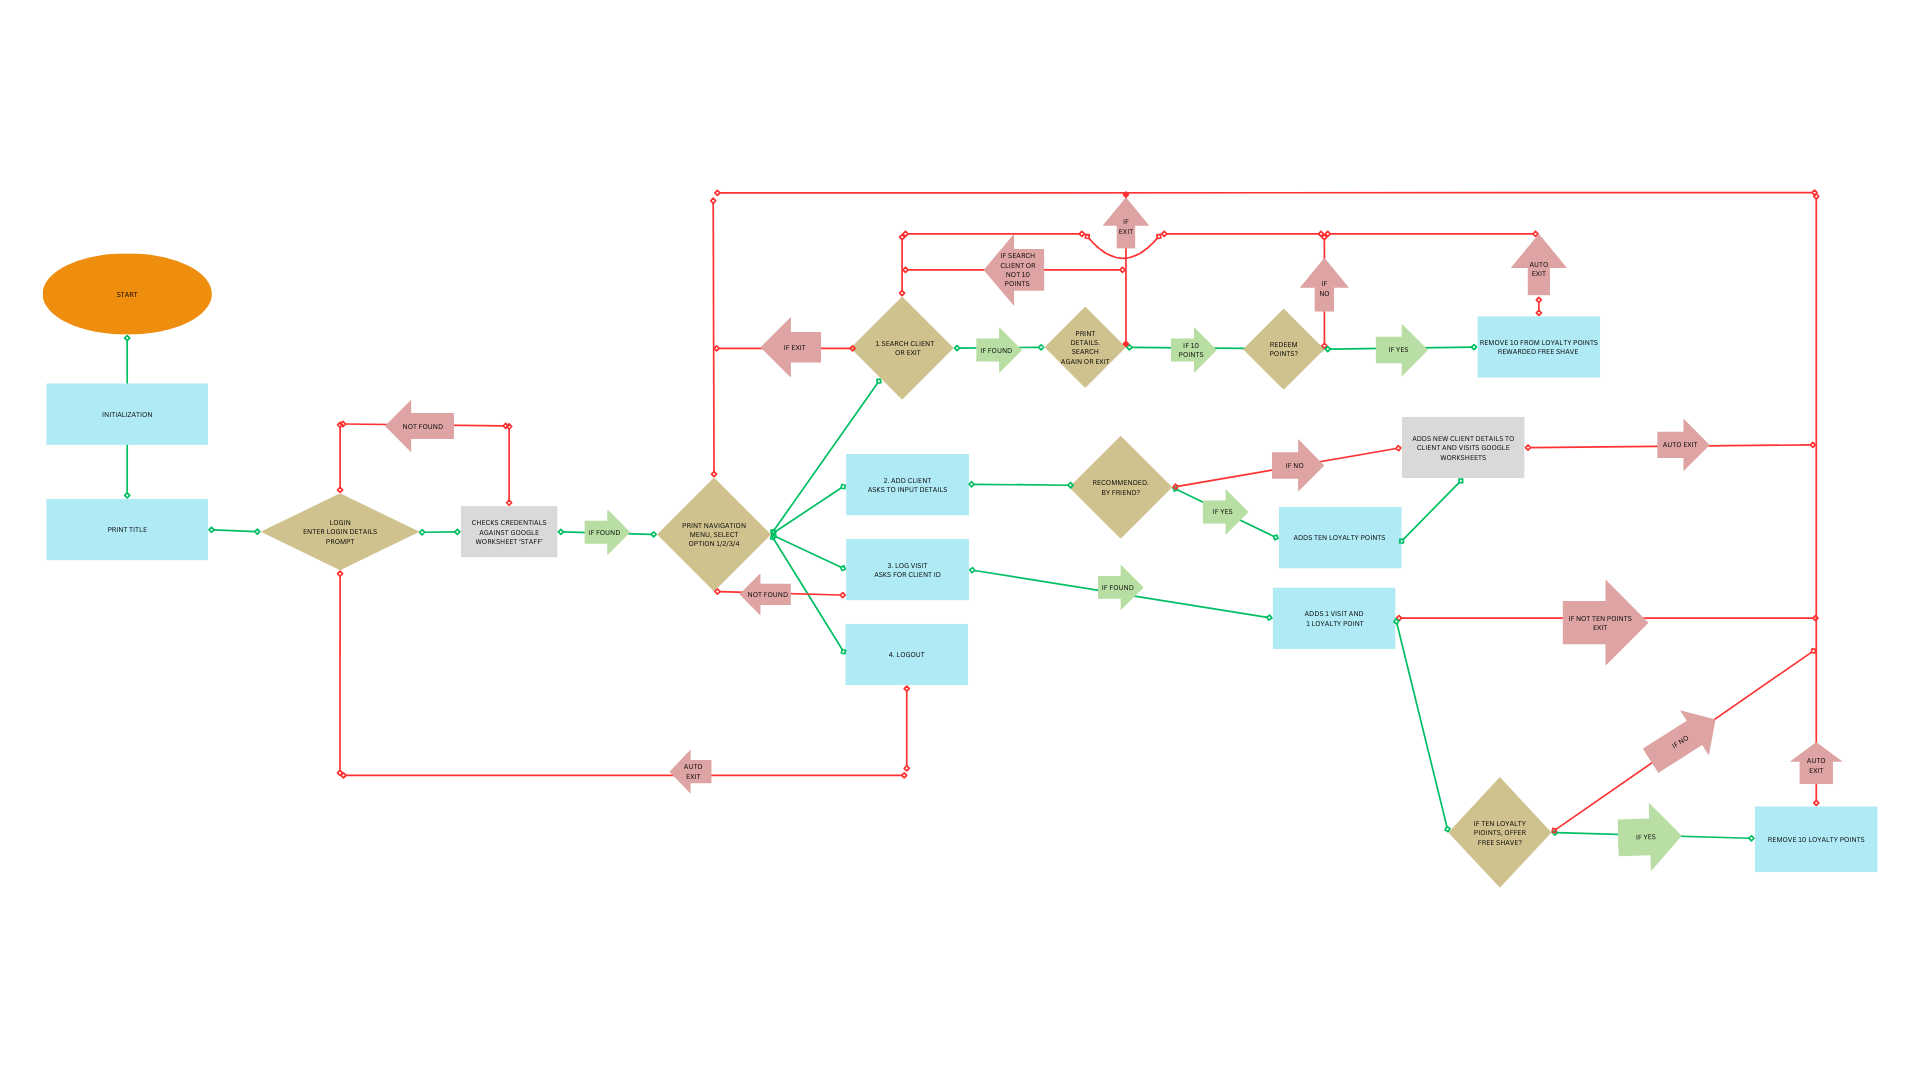 START
INITIALIZATION
PRINT TITLE
LOGIN
ENTER LOGIN DETAILS
PROMPT
NOT FOUND
CHECKS CREDENTIALS
AGAINST GOOGLE
WORKSHEET 'STAFF'
IF FOUND
PRINT NAVIGATION
MENU, SELECT
OPTION 1/2/3/4
IF EXIT
1.SEARCH CLIENT
OR EXIT
IF FOUND
IF SEARCH
CLIENT OR
NOT 10
POINTS
IF
EXIT
PRINT
DETAILS.
SEARCH
AGAIN OR EXIT
IF 10
POINTS
REDEEM
POINTS?
IF
NO
IF YES
AUTO
EXIT
REMOVE 10 FROM LOYALTY POINTS
REWARDED FREE SHAVE
2. ADD CLIENT
ASKS TO INPUT DETAILS
RECOMMENDED.
BY FRIEND?
IF NO
IF YES
ADDS NEW CLIENT DETAILS TO
CLIENT AND VISITS GOOGLE
WORKSHEETS
AUTO EXIT
ADDS TEN LOYALTY POINTS
3. LOG VISIT
ASKS FOR CLIENT ID
NOT FOUND
IF FOUND
ADDS 1 VISIT AND
1 LOYALTY POINT
IF NOT TEN POINTS
EXIT
4. LOGOUT
AUTO
EXIT
IF TEN LOYALTY
PIOINTS, OFFER
FREE SHAVE?
IF NO
IF YES
AUTO
EXIT
REMOVE 10 LOYALTY POINTS